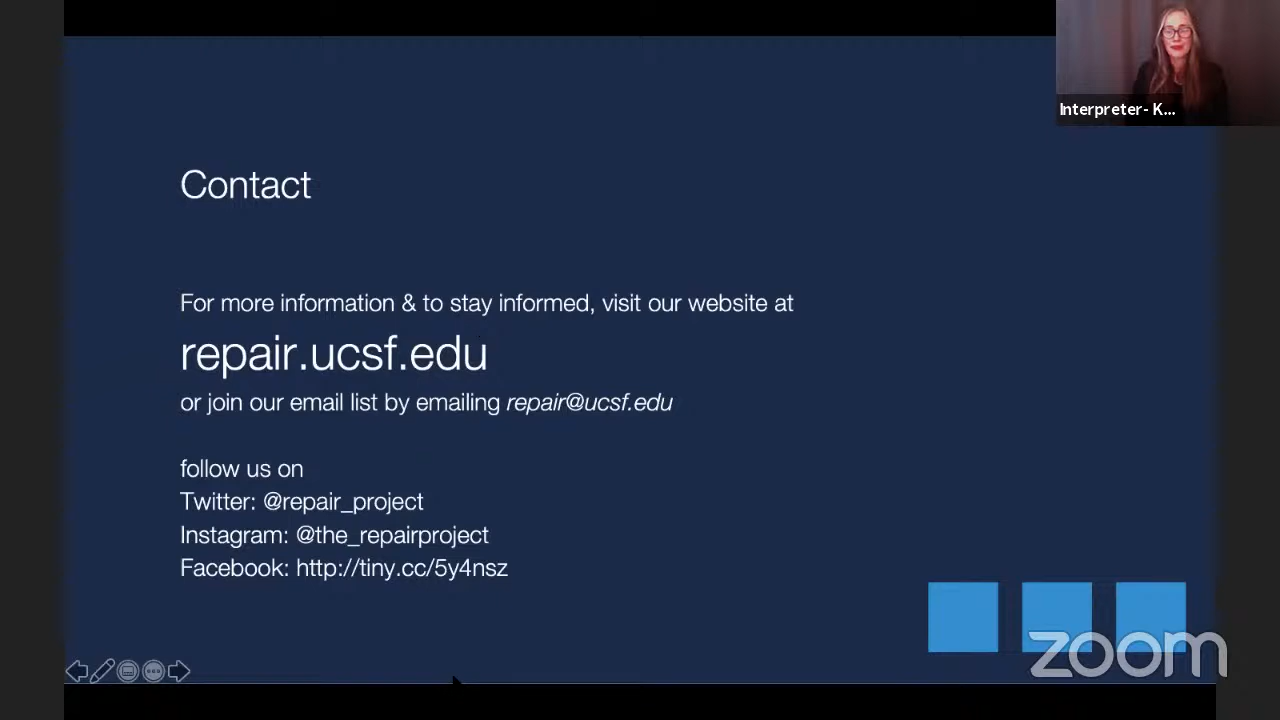 Interpreter- K...
Contact
For more information & to stay informed, visit our website at
repair.ucsf.edu
or join our email list by emailing repair@ucsf.edu
follow us on
Twitter: @repair_project
Instagram: @the_repairproject
Facebook: http://tiny.cc/5y4nsz
zoom